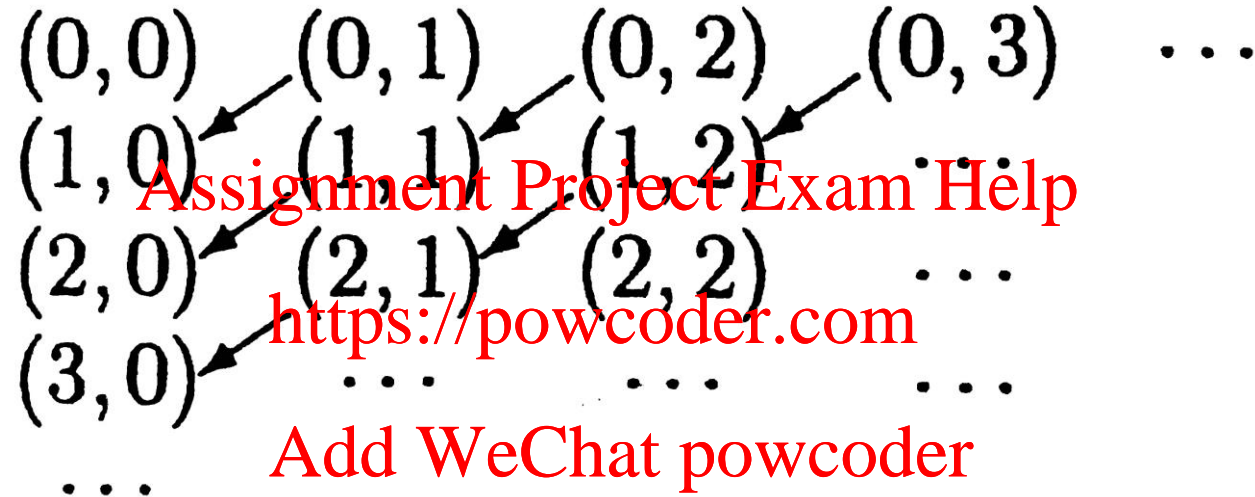 (0, 0) (0, 1) (0, 2) (0, 3) ...
(1, 0) (1, 1) (1, 2) ...
Assignment Project Exam Help
(2, 0) (2, 1) (2, 2) ...
https://powcoder.com
(3, 0) ... ... ...
Add WeChat powcoder
...